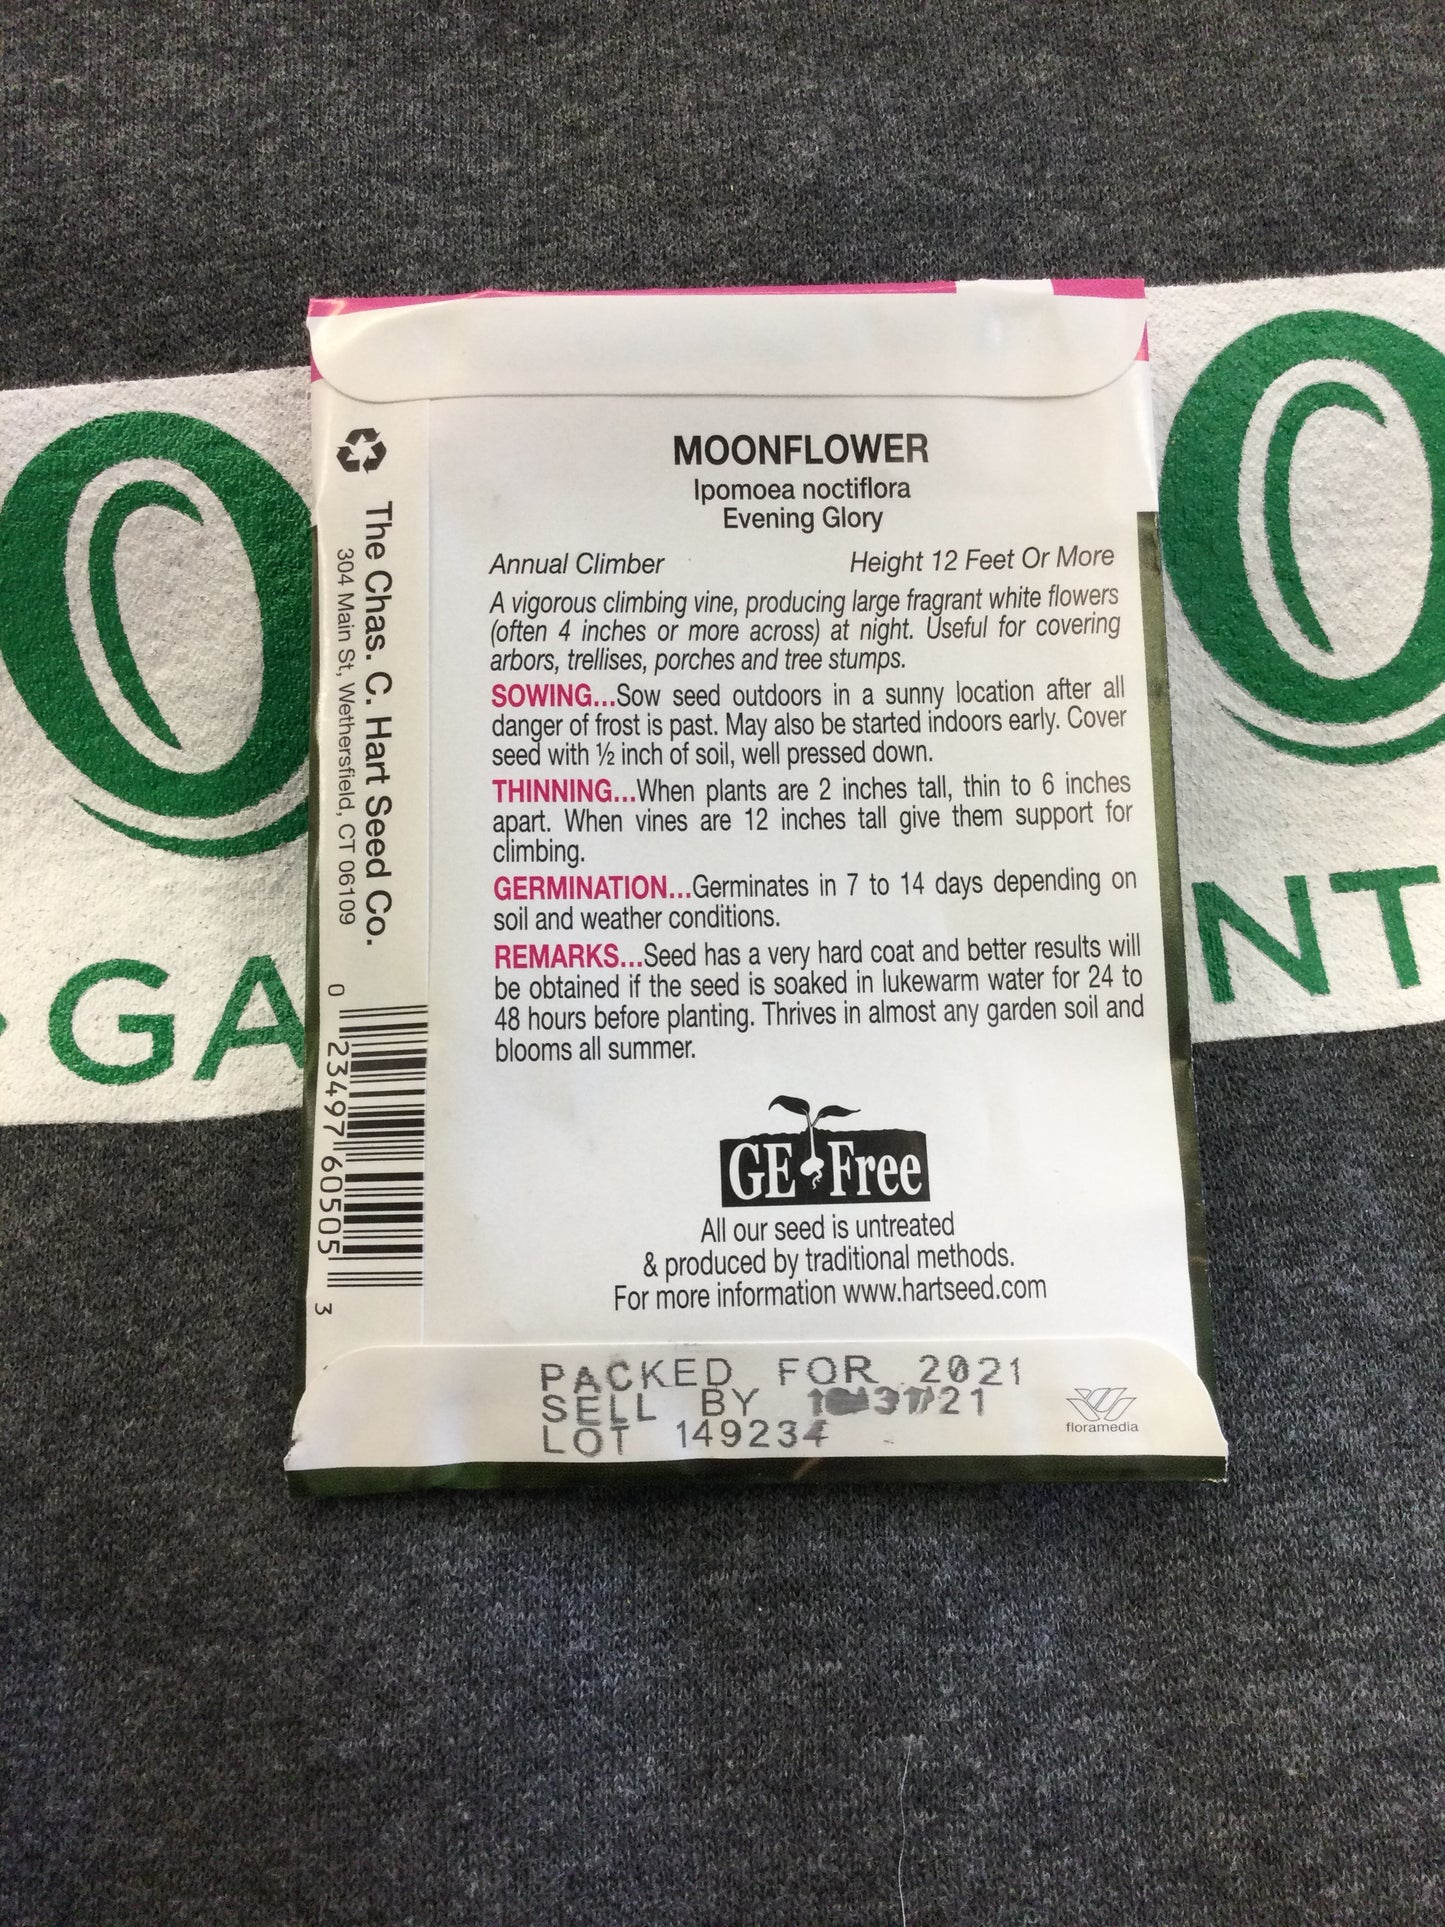 MOONFLOWER
Ipomoea noctiflora
Evening Glory
Annual Climber Height 12 Feet Or More
A vigorous climbing vine, producing large fragrant white flowers
(often 4 inches or more across) at night. Useful for covering
arbors, trellises, porches and tree stumps.
SOWING...Sow seed outdoors in a sunny location after all
danger of frost is past. May also be started indoors early. Cover
seed with ½ inch of soil, well pressed down.
THINNING...When plants are 2 inches tall, thin to 6 inches
apart. When vines are 12 inches tall give them support for
climbing.
GERMINATION...Germinates in 7 to 14 days depending on
soil and weather conditions.
REMARKS...Seed has a very hard coat and better results will
be obtained if the seed is soaked in lukewarm water for 24 to
48 hours before planting. Thrives in almost any garden soil and
blooms all summer.
GE Free
All our seed is untreated
& produced by traditional methods.
For more information www.hartseed.com
PACKED FOR 2021
SELL BY
LOT 149234
floramedia
The Chas. C. Hart Seed Co.
304 Main St, Wethersfield, CT 06109
0 23497 60505 3
O
GA
O
NT